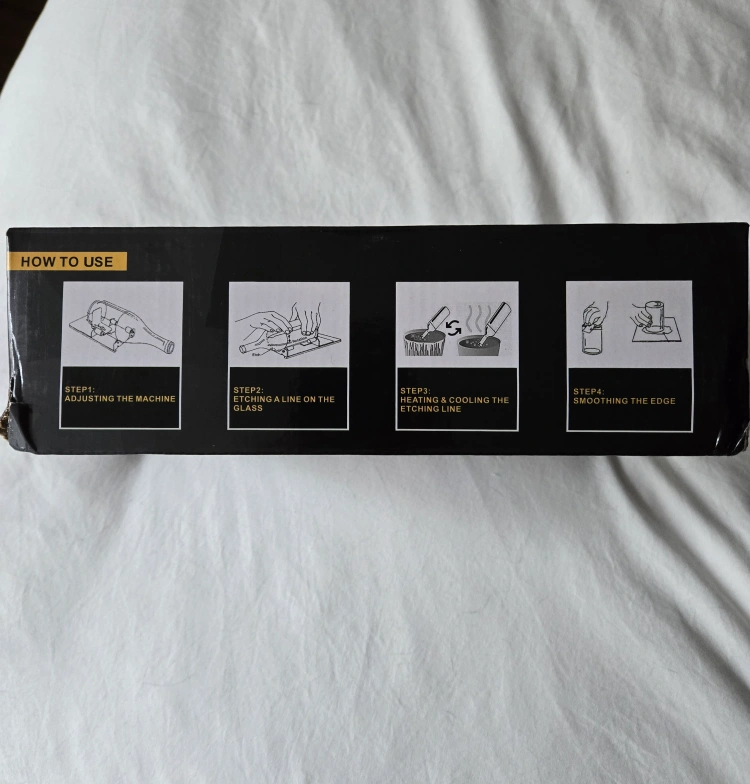 HOW TO USE
STEP1:
ADJUSTING THE MACHINE
STEP2:
ETCHING A LINE ON THE
GLASS
STEP3:
HEATING & COOLING THE
ETCHING LINE
STEP4:
SMOOTHING THE EDGE